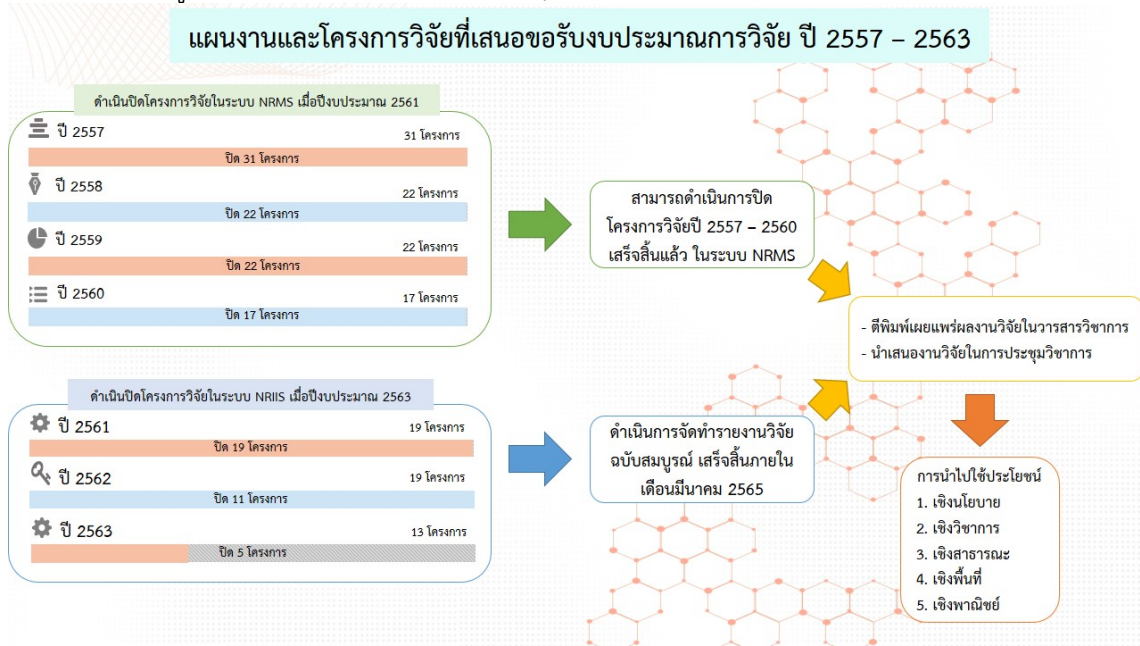 แผนงานและโครงการวิจัยที่เสนอขอรับงบประมาณการวิจัย ปี 2557 – 2563
ดำเนินปิดโครงการวิจัยในระบบ NRMS เมื่อปีงบประมาณ 2561
ปี 2557
31 โครงการ
ปิด 31 โครงการ
ปี 2558
22 โครงการ
ปิด 22 โครงการ
ปี 2559
22 โครงการ
ปิด 22 โครงการ
ปี 2560
17 โครงการ
ปิด 17 โครงการ
สามารถดำเนินการปิด
โครงการวิจัยปี 2557 – 2560
เสร็จสิ้นแล้ว ในระบบ NRMS
- ตีพิมพ์เผยแพร่ผลงานวิจัยในวารสารวิชาการ
- นำเสนองานวิจัยในการประชุมวิชาการ
ดำเนินปิดโครงการวิจัยในระบบ NRIIS เมื่อปีงบประมาณ 2563
ปี 2561
19 โครงการ
ปิด 19 โครงการ
ปี 2562
19 โครงการ
ปิด 11 โครงการ
ปี 2563
13 โครงการ
ปิด 5 โครงการ
ดำเนินการจัดทำรายงานวิจัย
ฉบับสมบูรณ์ เสร็จสิ้นภายใน
เดือนมีนาคม 2565
การนำไปใช้ประโยชน์
1. เชิงนโยบาย
2. เชิงวิชาการ
3. เชิงสาธารณะ
4. เชิงพื้นที่
5. เชิงพาณิชย์